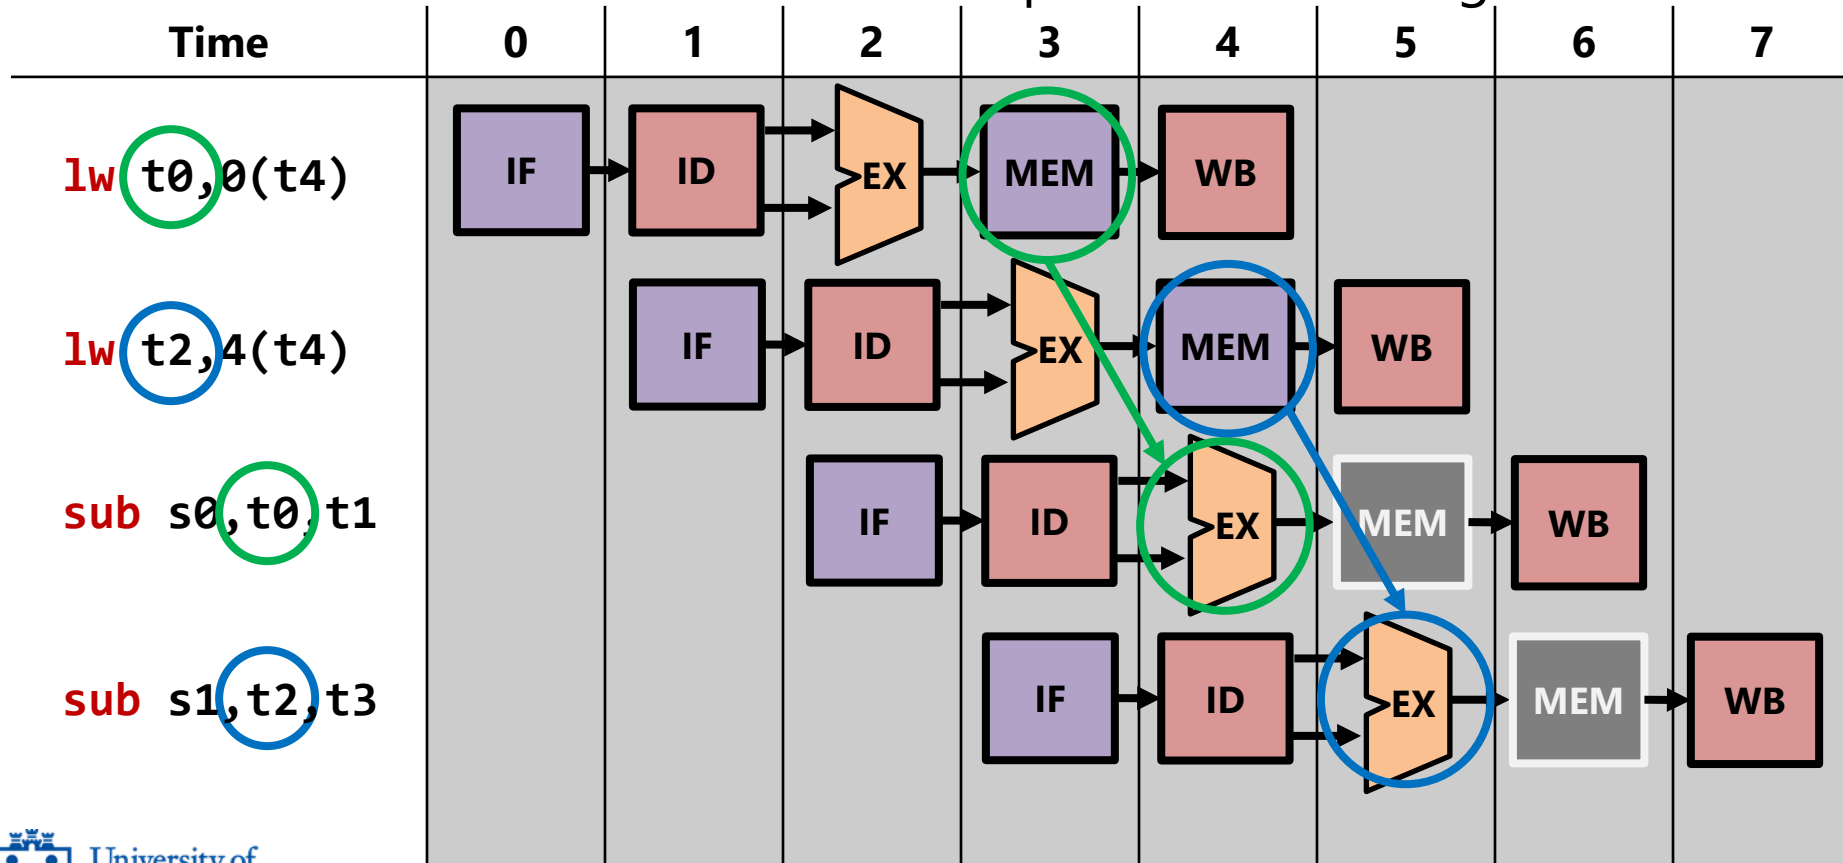 Time 0 1 2 3 4 5 6 7
lw t0,0(t4) IF ID EX MEM WB
lw t2,4(t4) IF ID EX MEM WB
sub s0,t0,t1 IF ID EX MEM WB
sub s1,t2,t3 IF ID EX MEM WB
University of